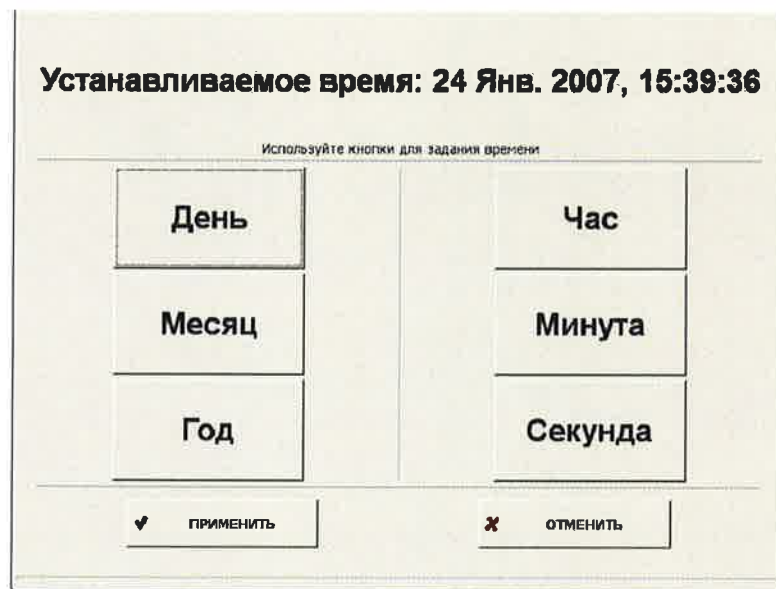 Устанавливаемое время: 24 Янв. 2007, 15:39:36
Используйте кнопки для задания времени
День
Час
Месяц
Минута
Год
Секунда
ПРИМЕНИТЬ
ОТМЕНИТЬ